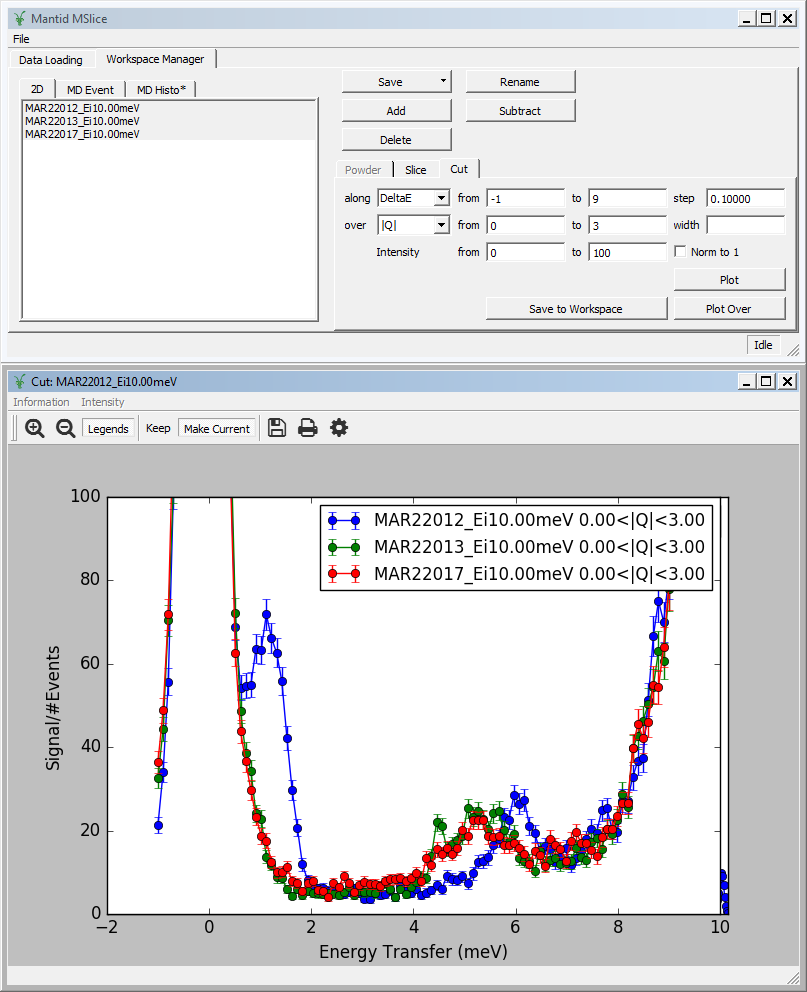 Mantid MSlice
File
Data Loading Workspace Manager
2D MD Event MD Histo*
MAR22012_Ei10.00meV
MAR22013_Ei10.00meV
MAR22017_Ei10.00meV
Save Rename
Add Subtract
Delete
Powder Slice Cut
along DeltaE from -1 to 9 step 0.10000
over |Q| from 0 to 3 width
Intensity from 0 to 100 Norm to 1
Plot
Save to Workspace Plot Over
Idle
Cut: MAR22012_Ei10.00meV
Information Intensity
Legends Keep Make Current
100
80
60
40
20
0
Signal/#Events
MAR22012_Ei10.00meV 0.00<|Q|<3.00
MAR22013_Ei10.00meV 0.00<|Q|<3.00
MAR22017_Ei10.00meV 0.00<|Q|<3.00
−2 0 2 4 6 8 10
Energy Transfer (meV)